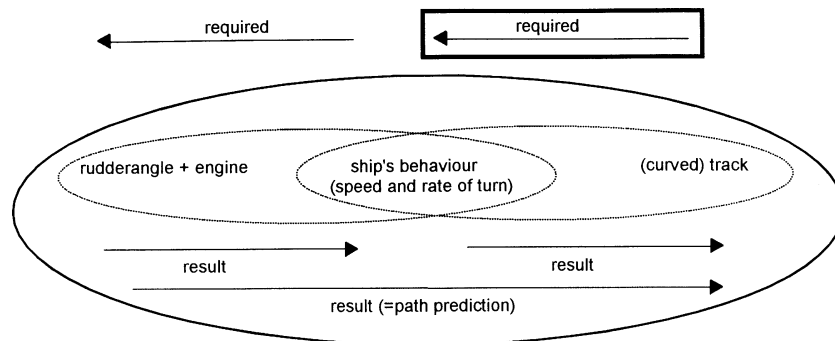 required
required
rudderangle + engine
ship's behaviour
(speed and rate of turn)
(curved) track
result
result
result (=path prediction)